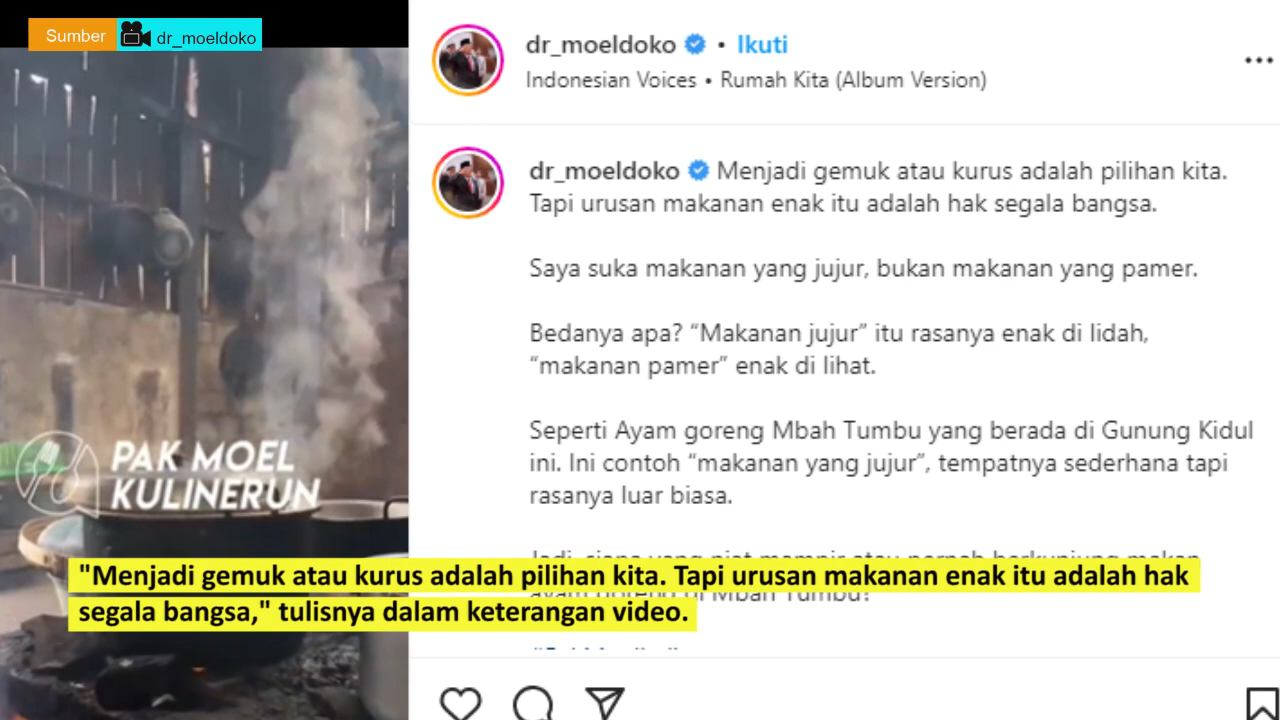 Sumber
dr_moeldoko
PAK MOEL
KULINERUN
dr_moeldoko • Ikuti
Indonesian Voices • Rumah Kita (Album Version)
dr_moeldoko Menjadi gemuk atau kurus adalah pilihan kita.
Tapi urusan makanan enak itu adalah hak segala bangsa.
Saya suka makanan yang jujur, bukan makanan yang pamer.
Bedanya apa? “Makanan jujur” itu rasanya enak di lidah,
“makanan pamer” enak di lihat.
Seperti Ayam goreng Mbah Tumbu yang berada di Gunung Kidul
ini. Ini contoh “makanan yang jujur”, tempatnya sederhana tapi
rasanya luar biasa.
"Menjadi gemuk atau kurus adalah pilihan kita. Tapi urusan makanan enak itu adalah hak
segala bangsa," tulisnya dalam keterangan video.